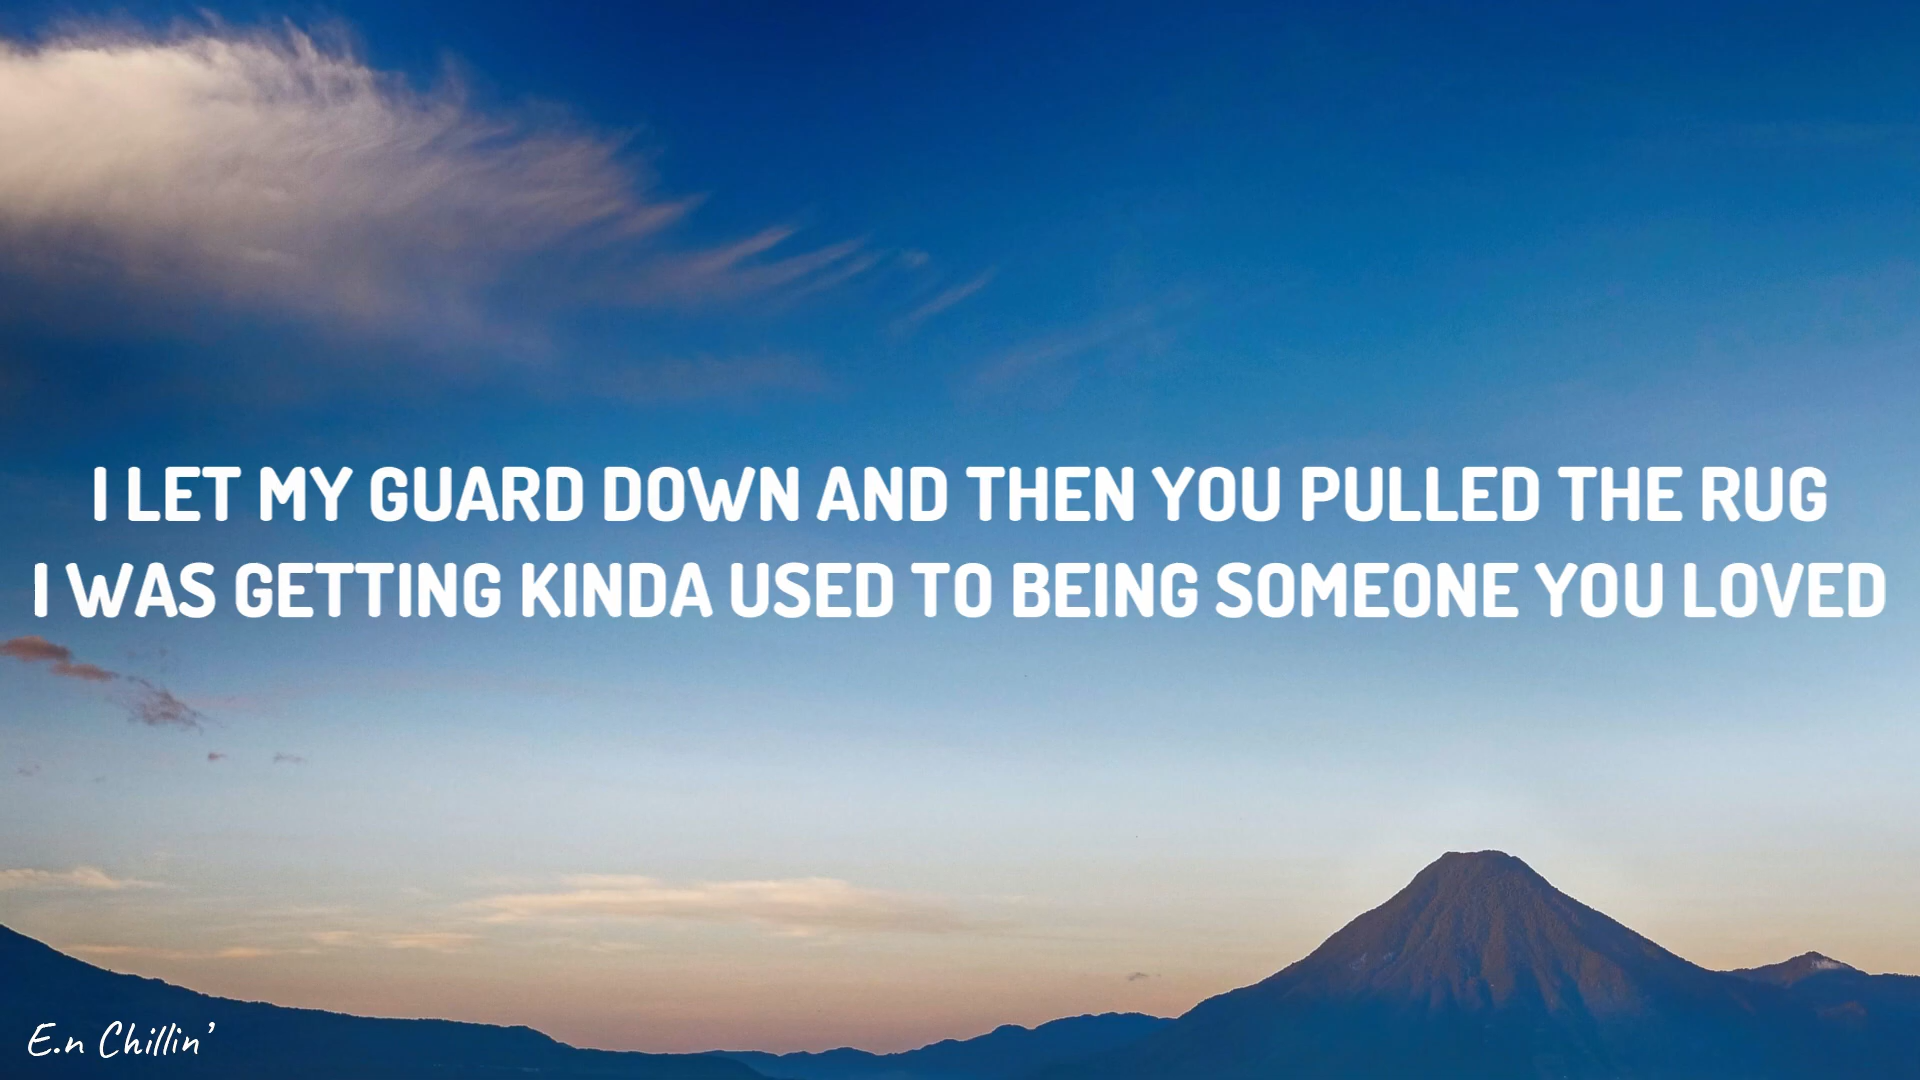 I LET MY GUARD DOWN AND THEN YOU PULLED THE RUG
I WAS GETTING KINDA USED TO BEING SOMEONE YOU LOVED
E.n Chillin’